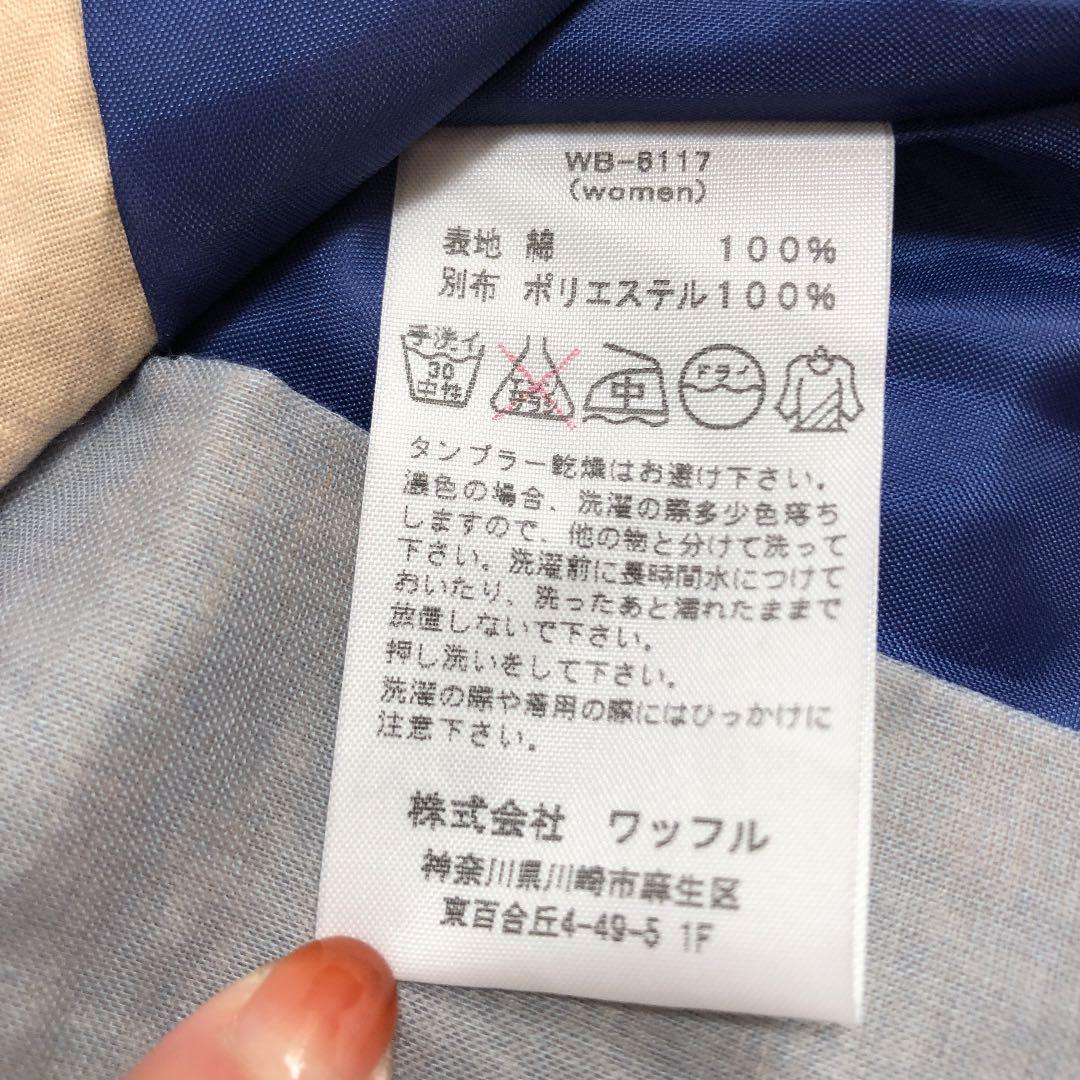 WB-8117
(women)
表地 綿 100%
別布 ポリエステル100%
手洗イ 30 中性
エンソ サラシ
中
ドライ
タンブラー乾燥はお避け下さい。
濃色の場合、洗濯の際多少色落ち
しますので、他の物と分けて洗って
下さい。洗濯前に長時間水につけて
おいたり、洗ったあと濡れたままで
放置しないで下さい。
押し洗いをして下さい。
洗濯の際や着用の際にはひっかけに
注意下さい。
株式会社 ワッフル
神奈川県川崎市麻生区
東百合丘4-49-5 1F